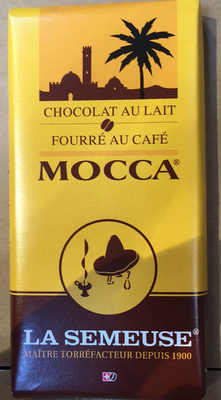 CHOCOLAT AU LAIT
FOURRÉ AU CAFÉ
MOCCA®
LA SEMEUSE®
MAÎTRE TORRÉFACTEUR DEPUIS 1900